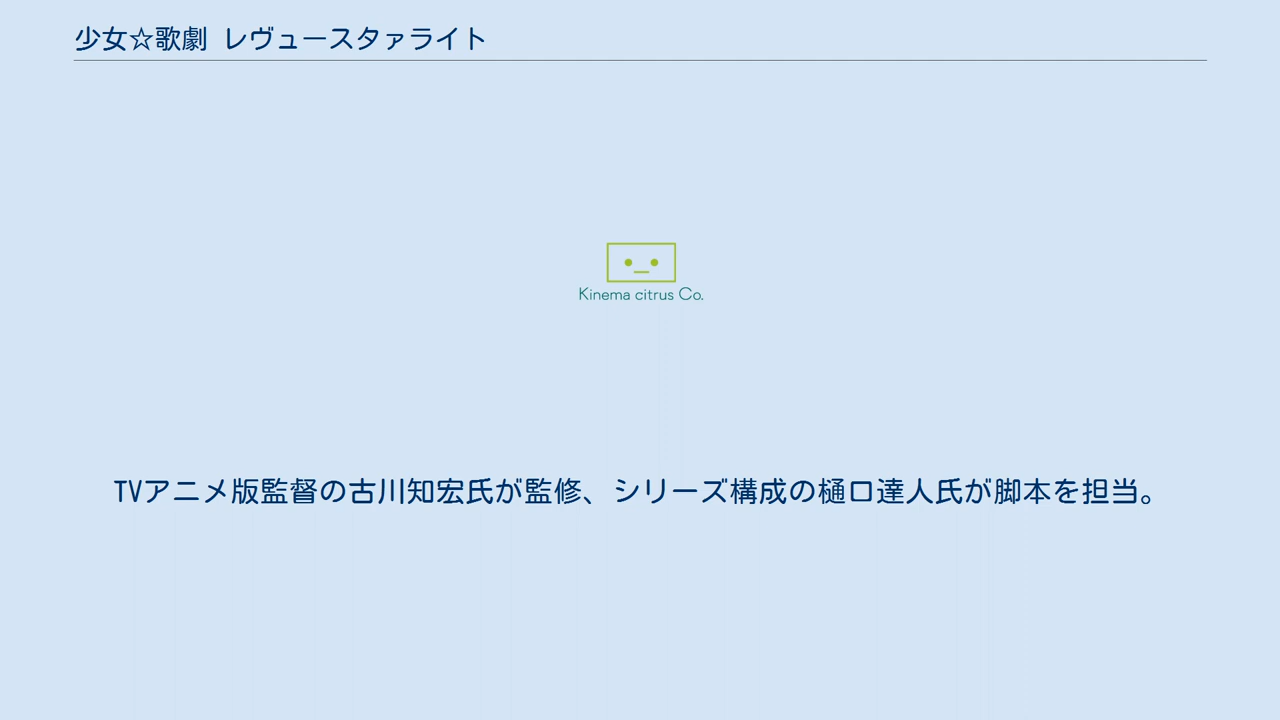 少女☆歌劇 レヴュースタァライト
Kinema citrus Co.
TVアニメ版監督の古川知宏氏が監修、シリーズ構成の樋口達人氏が脚本を担当。